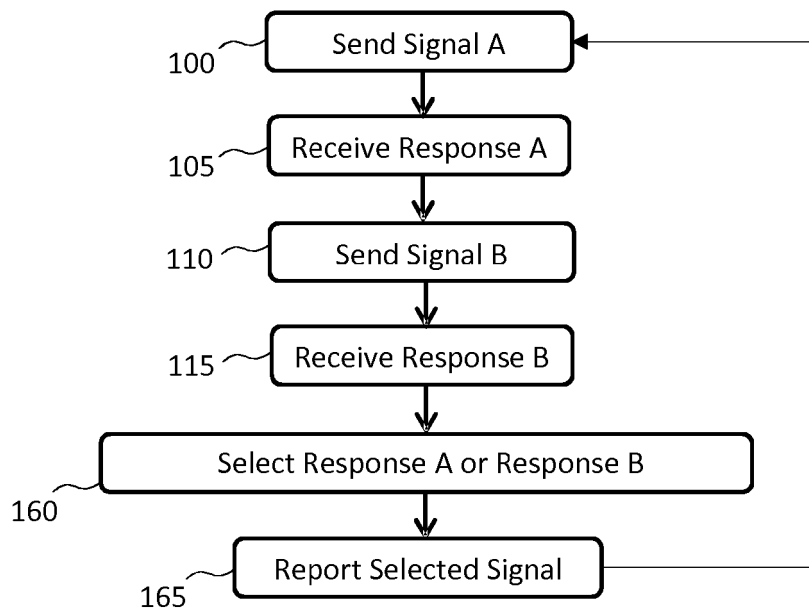 Send Signal A
100
Receive Response A
105
Send Signal B
110
Receive Response B
115
Select Response A or Response B
160
Report Selected Signal
165